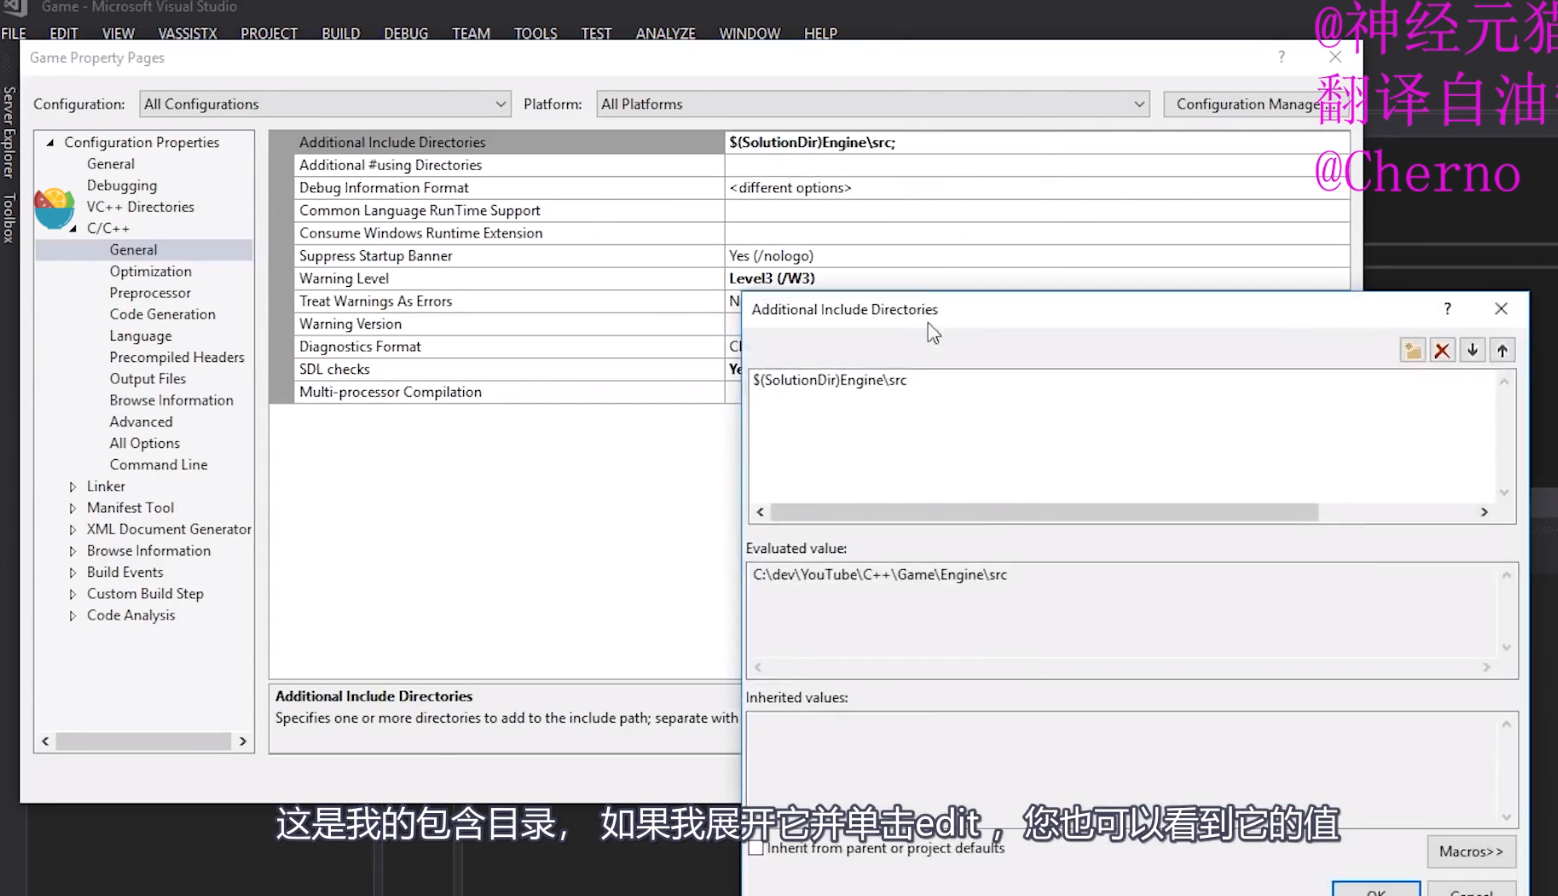 Game - Microsoft Visual Studio
FILE EDIT VIEW VASSISTX PROJECT BUILD DEBUG TEAM TOOLS TEST ANALYZE WINDOW HELP
@神经元猫
翻译自油
@Cherno
Server Explorer
Toolbox
Game Property Pages
?
Configuration: All Configurations Platform: All Platforms Configuration Manager...
Configuration Properties
General
Debugging
VC++ Directories
C/C++
General
Optimization
Preprocessor
Code Generation
Language
Precompiled Headers
Output Files
Browse Information
Advanced
All Options
Command Line
Linker
Manifest Tool
XML Document Generator
Browse Information
Build Events
Custom Build Step
Code Analysis
Additional Include Directories $(SolutionDir)Engine\src;
Additional #using Directories
Debug Information Format <different options>
Common Language RunTime Support
Consume Windows Runtime Extension
Suppress Startup Banner Yes (/nologo)
Warning Level Level3 (/W3)
Treat Warnings As Errors N
Warning Version
Diagnostics Format
SDL checks Ye
Multi-processor Compilation
Additional Include Directories
Specifies one or more directories to add to the include path; separate with
Additional Include Directories
?
$(SolutionDir)Engine\src
Evaluated value:
C:\dev\YouTube\C++\Game\Engine\src
Inherited values:
Inherit from parent or project defaults
Macros>>
OK Cancel
这是我的包含目录， 如果我展开它并单击edit ，您也可以看到它的值